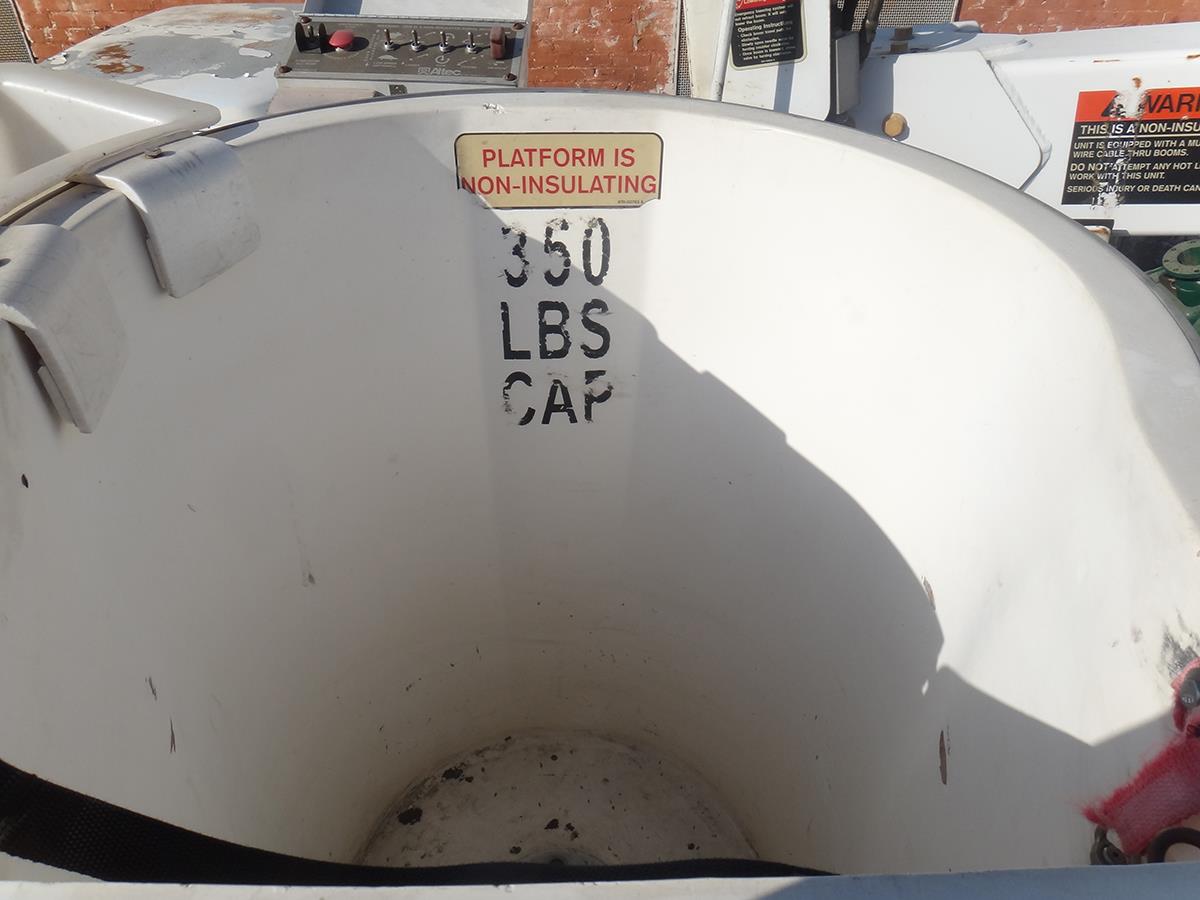 Altec
Operating Instructions
WARN
THIS IS A NON-INSU
UNIT IS EQUIPPED WITH A MU
WIRE CABLE THRU BOOMS.
DO NOT ATTEMPT ANY HOT L
WORK WITH THIS UNIT.
SERIOUS INJURY OR DEATH CAN
PLATFORM IS
NON-INSULATING
350
LBS
CAP